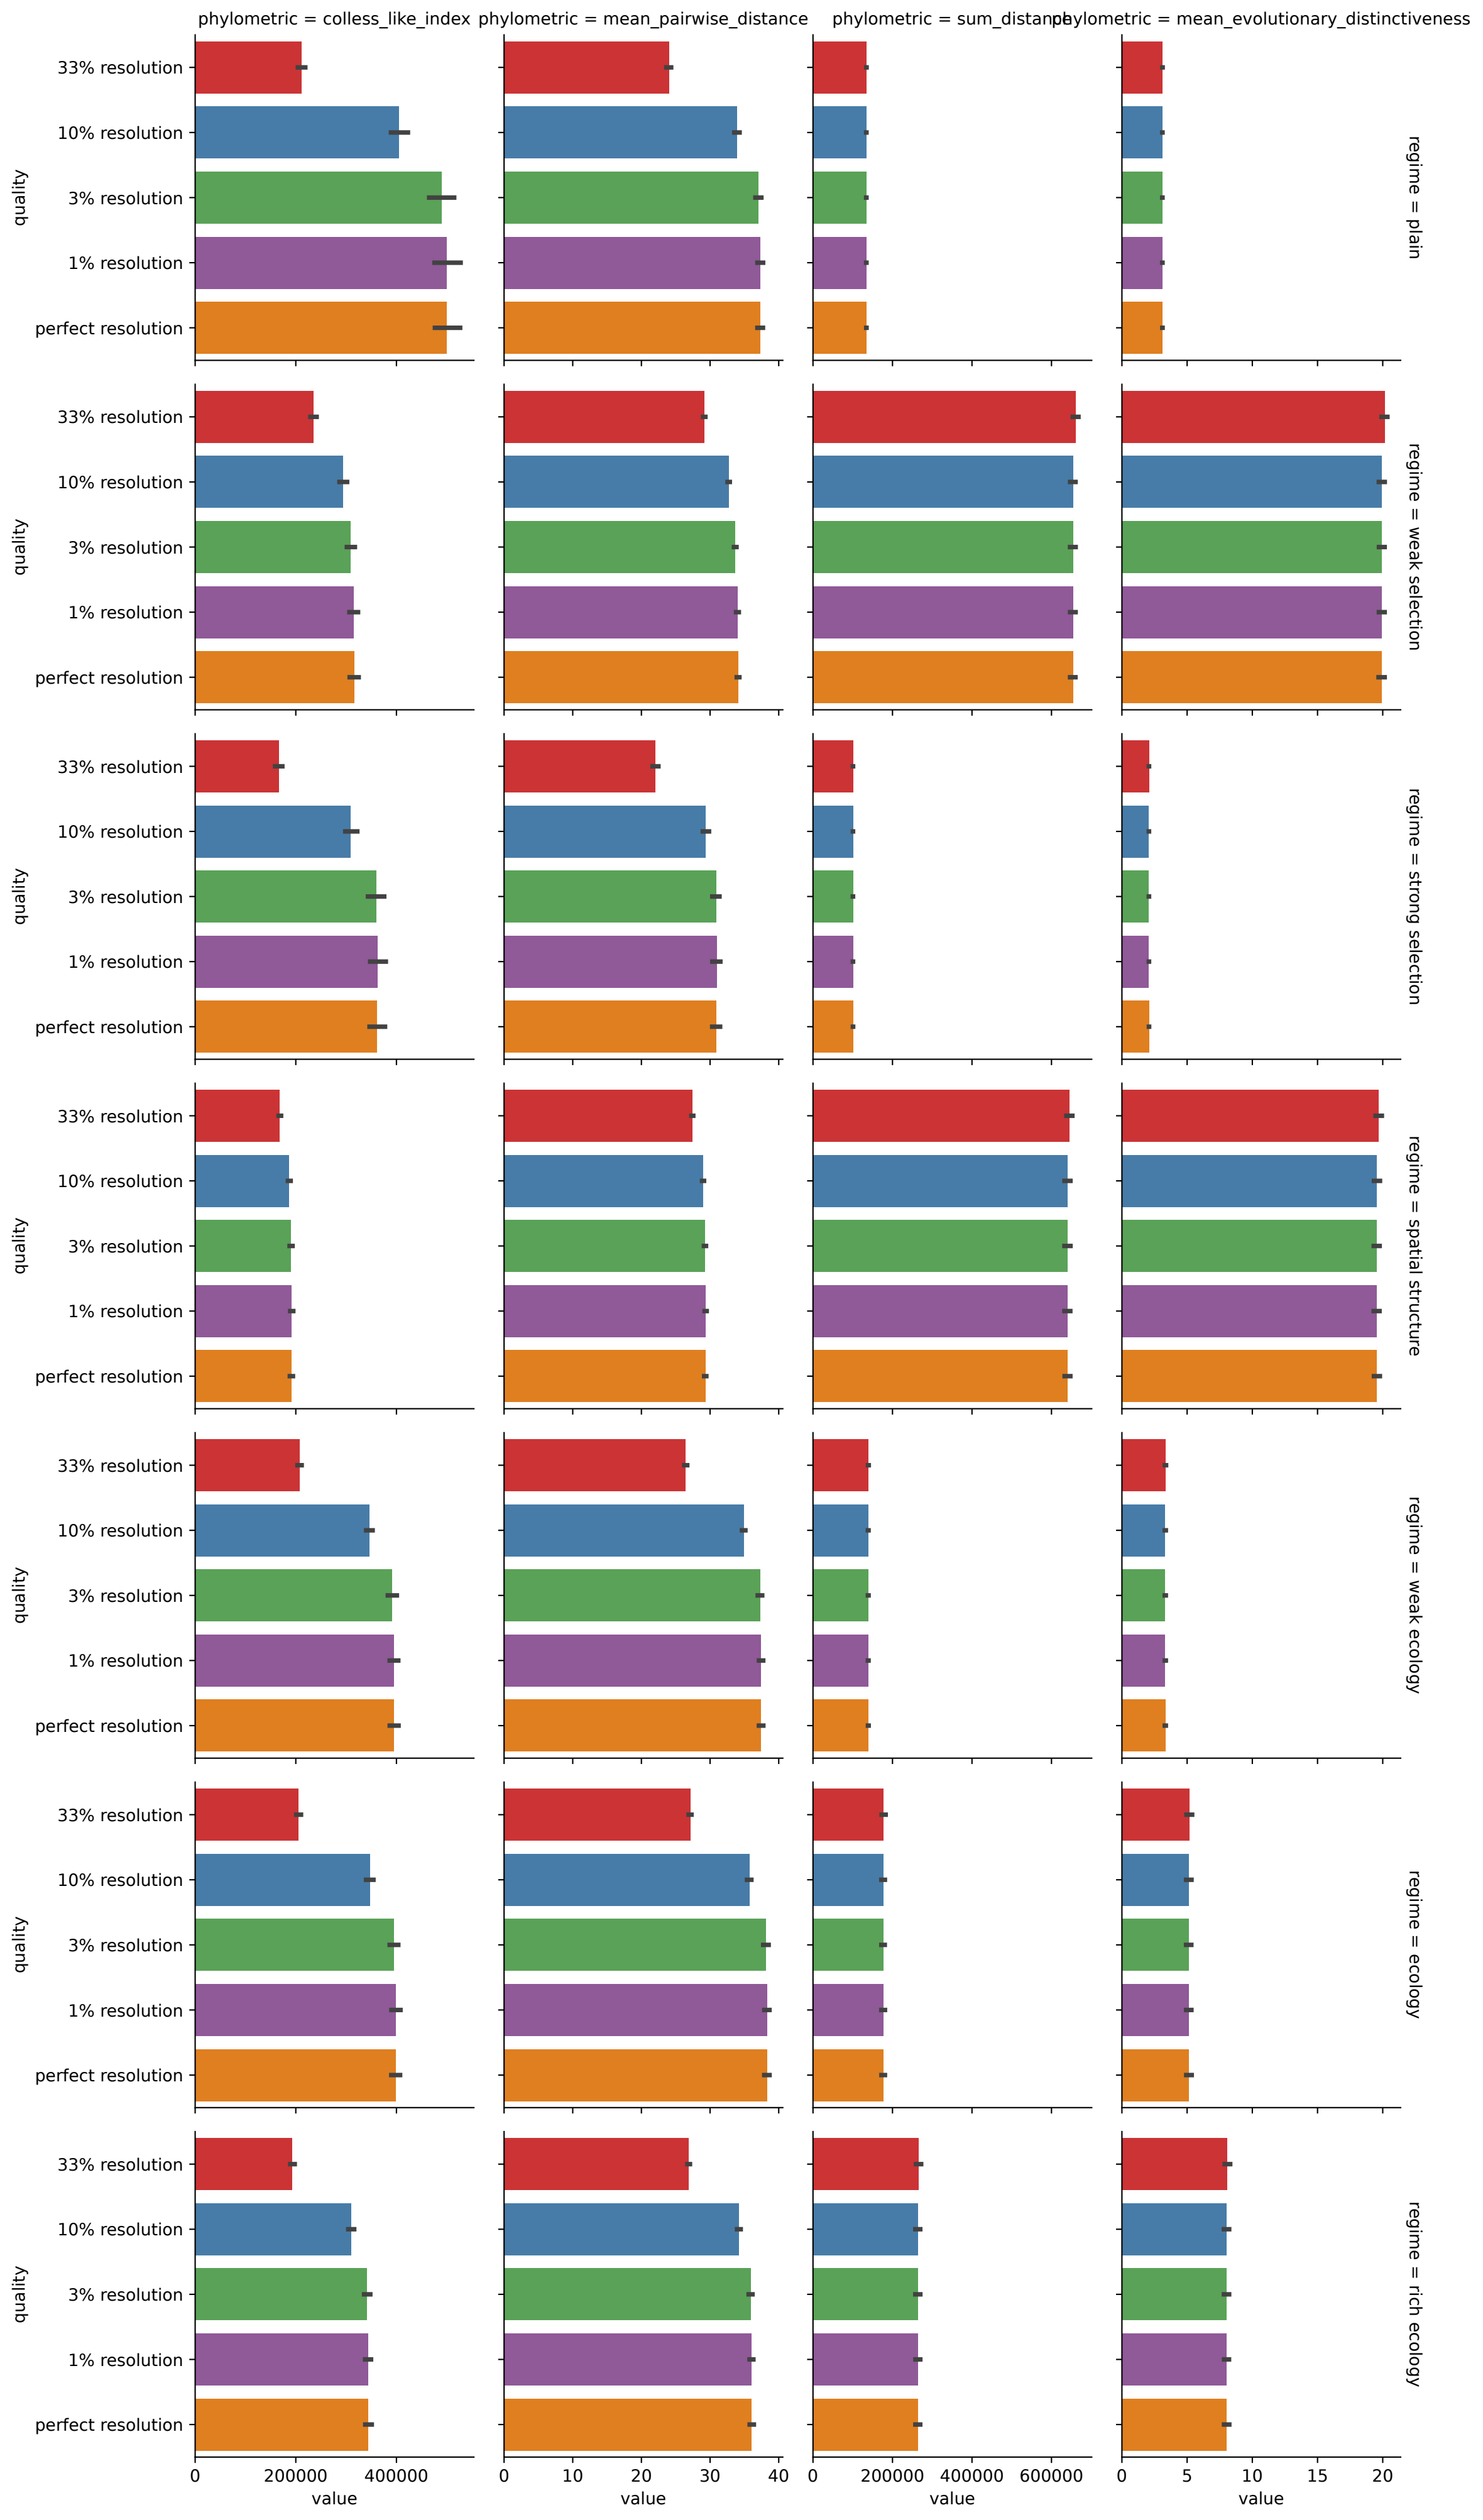 phylometric = colless_like_index phylometric = mean_pairwise_distance phylometric = sum_distance phylometric = mean_evolutionary_distinctiveness
33% resolution
10% resolution
3% resolution
1% resolution
perfect resolution
quality
regime = plain
33% resolution
10% resolution
3% resolution
1% resolution
perfect resolution
quality
regime = weak selection
33% resolution
10% resolution
3% resolution
1% resolution
perfect resolution
quality
regime = strong selection
33% resolution
10% resolution
3% resolution
1% resolution
perfect resolution
quality
regime = spatial structure
33% resolution
10% resolution
3% resolution
1% resolution
perfect resolution
quality
regime = weak ecology
33% resolution
10% resolution
3% resolution
1% resolution
perfect resolution
quality
regime = ecology
33% resolution
10% resolution
3% resolution
1% resolution
perfect resolution
quality
regime = rich ecology
0 200000 400000 0 10 20 30 40 0 200000 400000 600000 0 5 10 15 20
value value value value